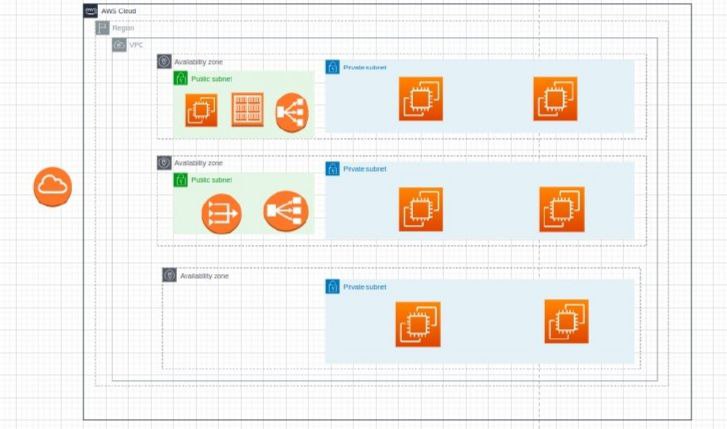 aws AWS Cloud
Region
VPC
Availability zone
Public subnet
Private subnet
Availability zone
Public subnet
Private subnet
Availability zone
Private subnet